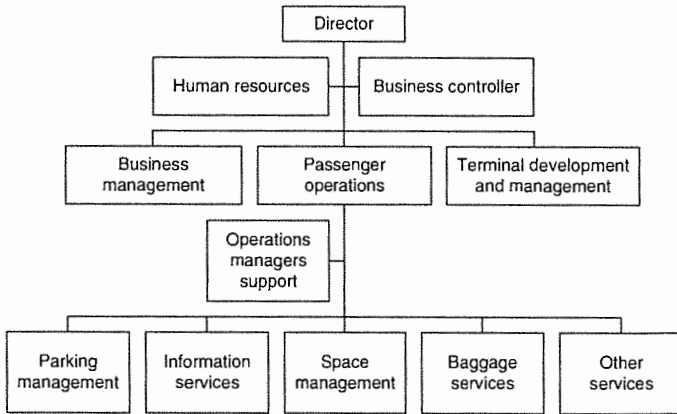 Director
Human resources
Business controller
Business
management
Passenger
operations
Terminal development
and management
Operations
managers
support
Parking
management
Information
services
Space
management
Baggage
services
Other
services